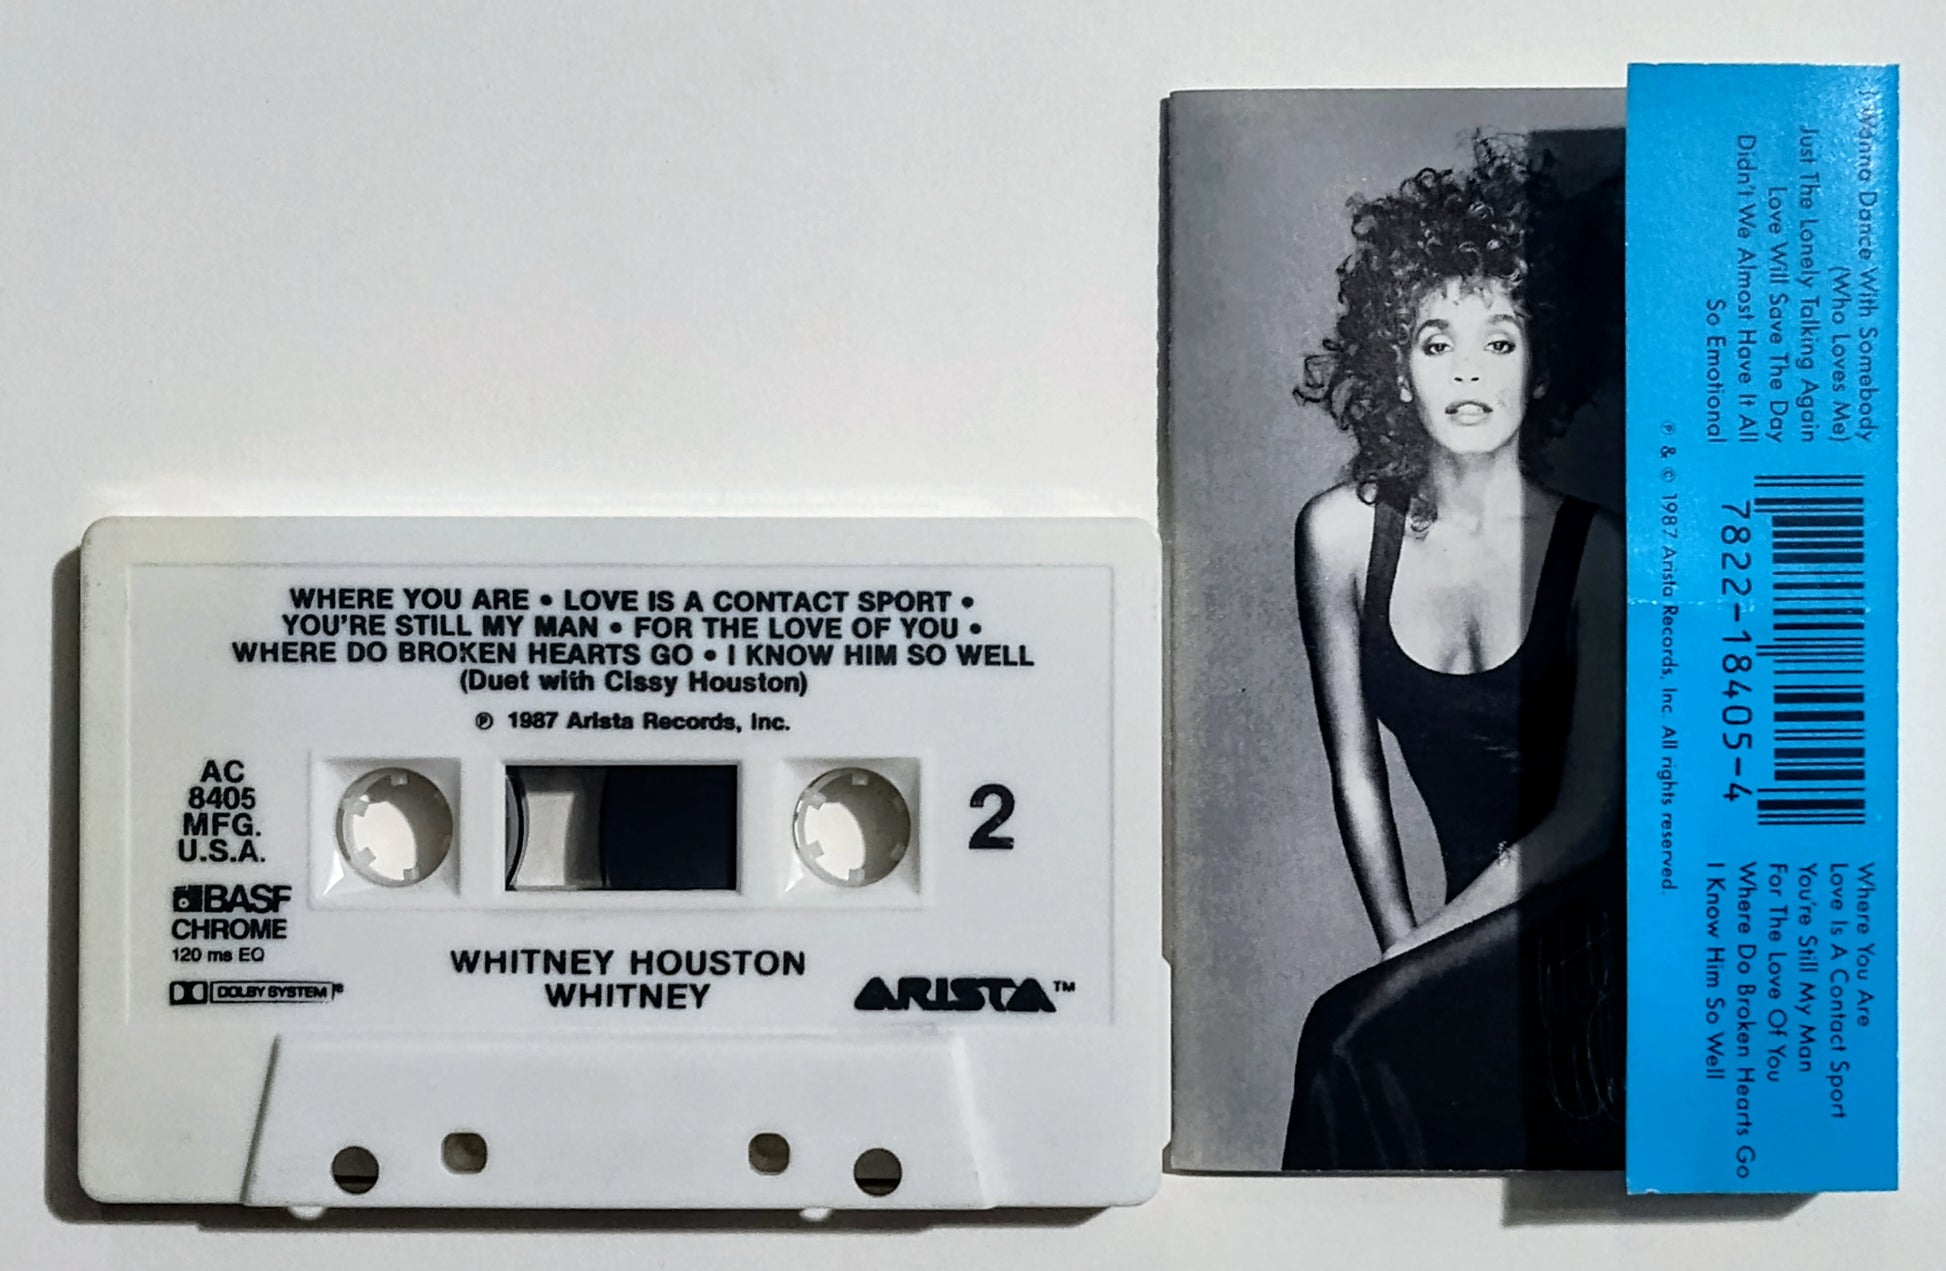 WHERE YOU ARE • LOVE IS A CONTACT SPORT •
YOU'RE STILL MY MAN • FOR THE LOVE OF YOU •
WHERE DO BROKEN HEARTS GO • I KNOW HIM SO WELL
(Duet with Cissy Houston)
℗ 1987 Arista Records, Inc.
AC
8405
MFG.
U.S.A.
BASF
CHROME
120 ms EQ
DOLBY SYSTEM®
2
WHITNEY HOUSTON
WHITNEY
ARISTA™
I Wanna Dance With Somebody
(Who Loves Me)
Just The Lonely Talking Again
Love Will Save The Day
Didn't We Almost Have It All
So Emotional
7822-18405-4
℗ & © 1987 Arista Records, Inc. All rights reserved.
Where You Are
Love Is A Contact Sport
You're Still My Man
For The Love Of You
Where Do Broken Hearts Go
I Know Him So Well